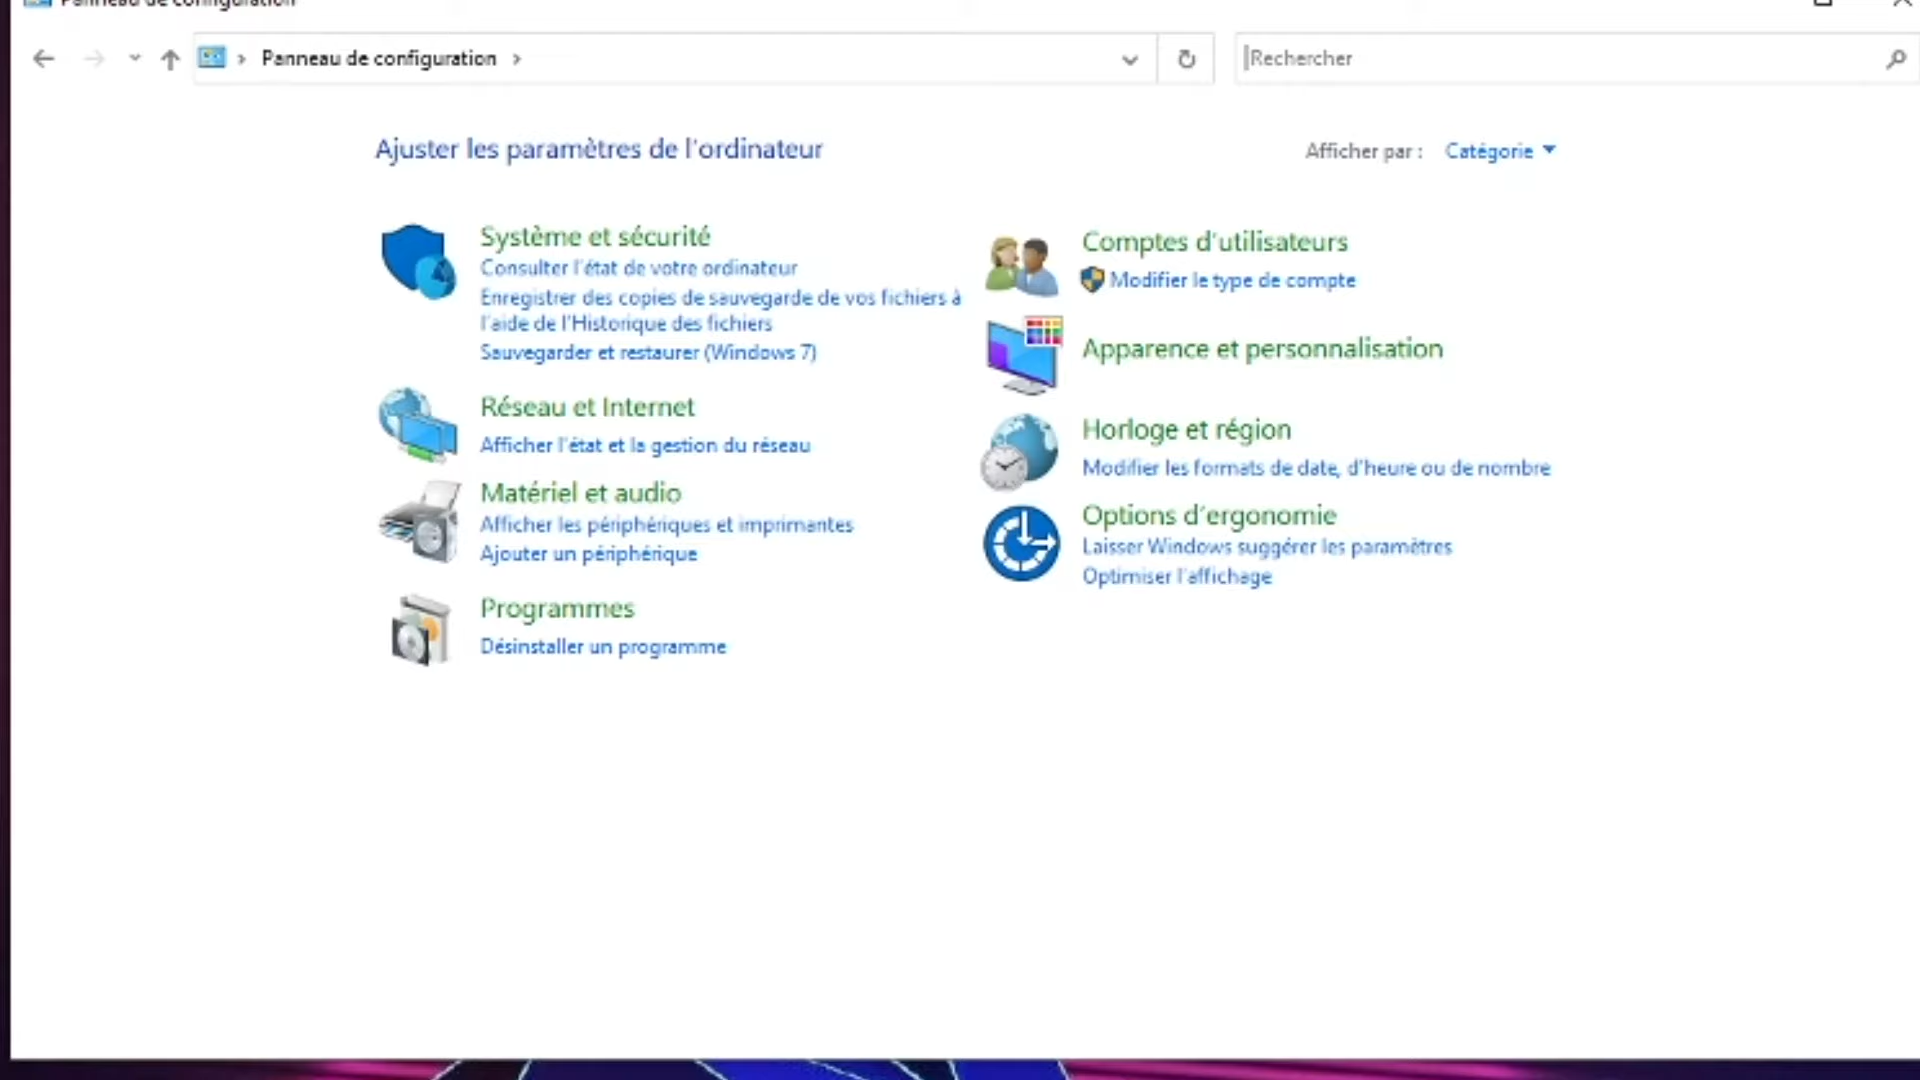 Panneau de configuration
Panneau de configuration
Rechercher
Ajuster les paramètres de l'ordinateur
Afficher par :
Catégorie
Système et sécurité
Consulter l'état de votre ordinateur
Enregistrer des copies de sauvegarde de vos fichiers à
l'aide de l'Historique des fichiers
Sauvegarder et restaurer (Windows 7)
Réseau et Internet
Afficher l'état et la gestion du réseau
Matériel et audio
Afficher les périphériques et imprimantes
Ajouter un périphérique
Programmes
Désinstaller un programme
Comptes d'utilisateurs
Modifier le type de compte
Apparence et personnalisation
Horloge et région
Modifier les formats de date, d'heure ou de nombre
Options d'ergonomie
Laisser Windows suggérer les paramètres
Optimiser l'affichage